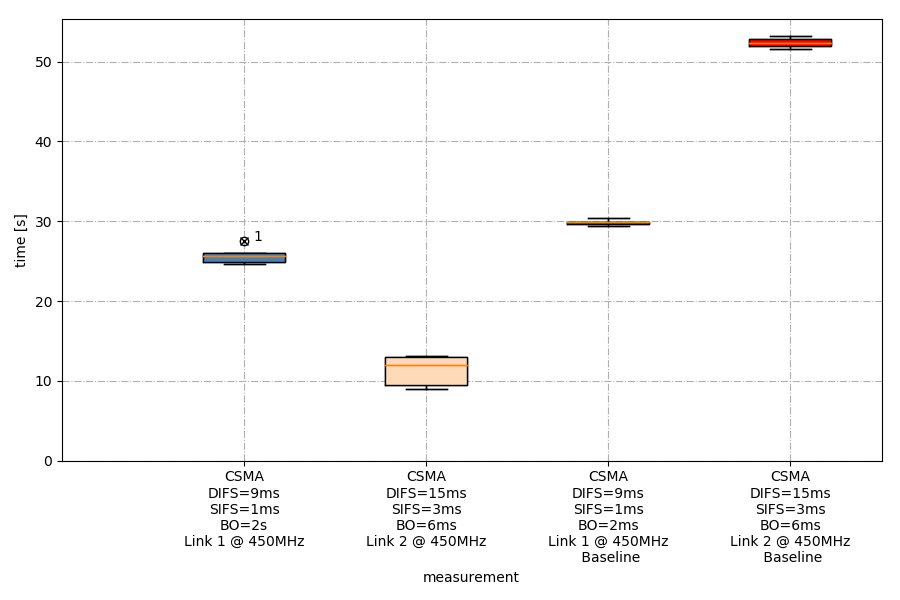 50
40
30
20
10
0
time [s]
1
CSMA
DIFS=9ms
SIFS=1ms
BO=2s
Link 1 @ 450MHz
CSMA
DIFS=15ms
SIFS=3ms
BO=6ms
Link 2 @ 450MHz
CSMA
DIFS=9ms
SIFS=1ms
BO=2ms
Link 1 @ 450MHz
Baseline
CSMA
DIFS=15ms
SIFS=3ms
BO=6ms
Link 2 @ 450MHz
Baseline
measurement